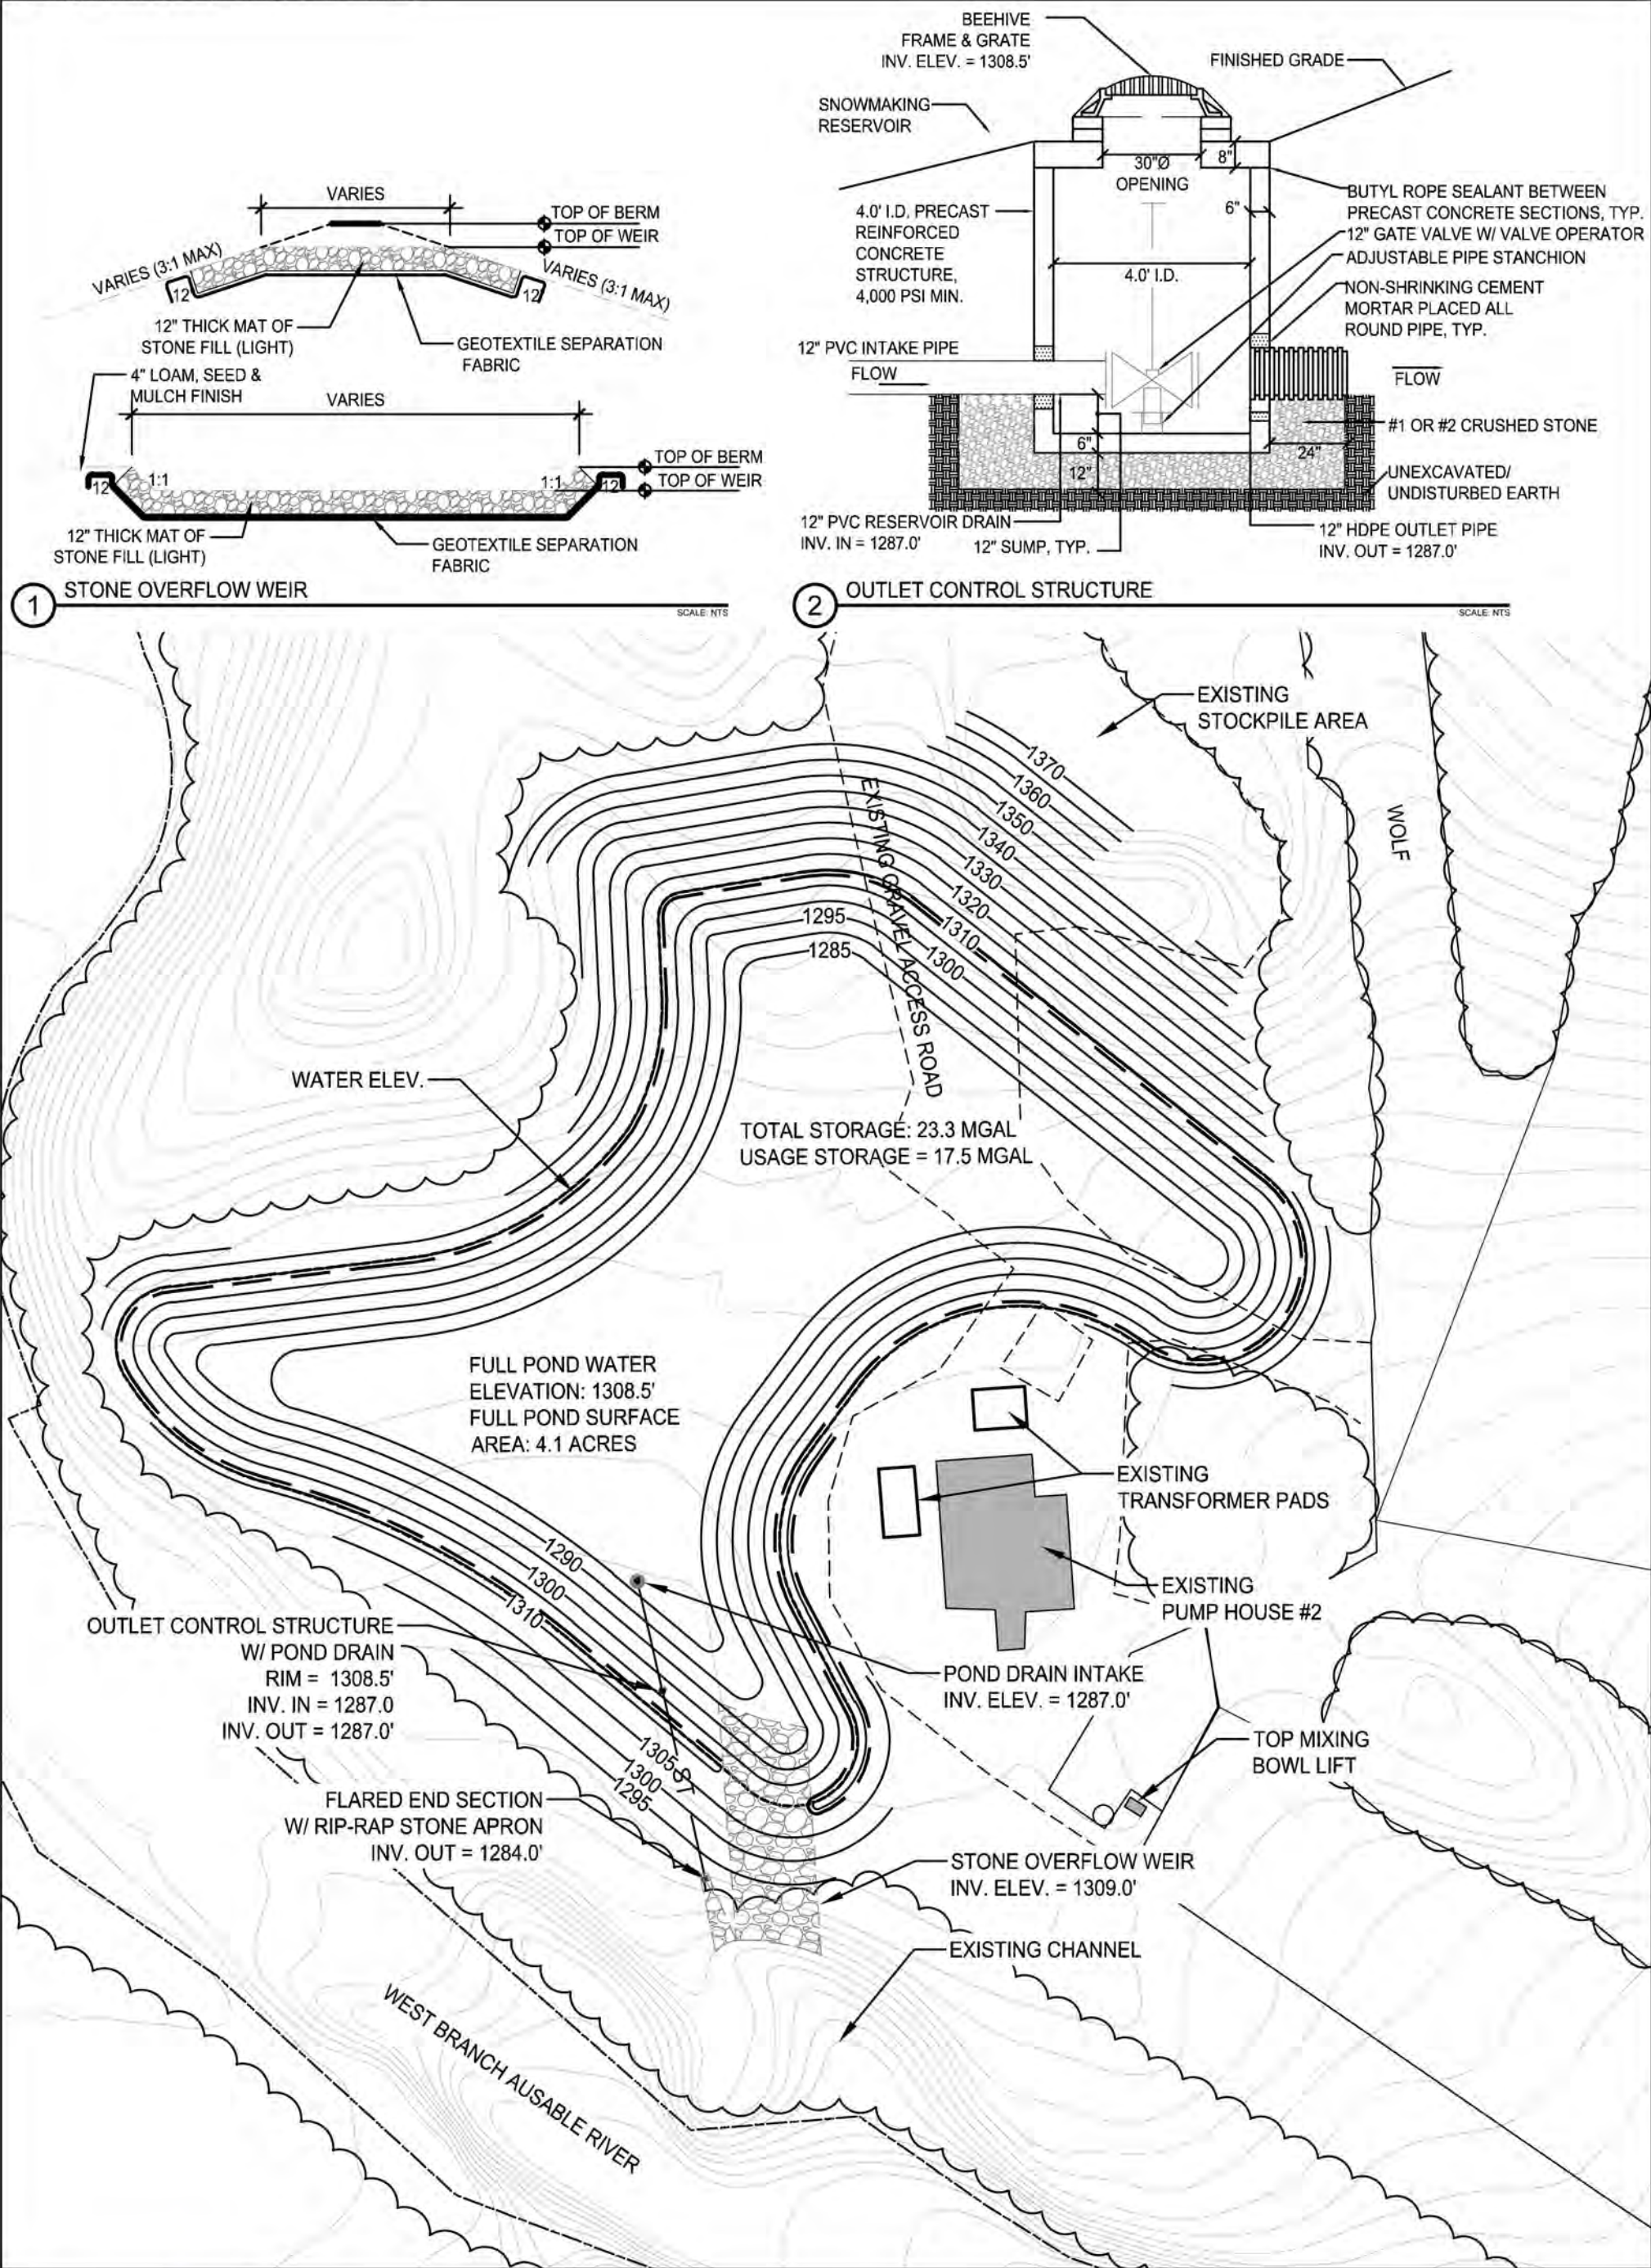 BEEHIVE
FRAME & GRATE
INV. ELEV. = 1308.5'
FINISHED GRADE
SNOWMAKING
RESERVOIR
30"Ø
OPENING
8"
6"
4.0' I.D. PRECAST
REINFORCED
CONCRETE
STRUCTURE,
4,000 PSI MIN.
4.0' I.D.
BUTYL ROPE SEALANT BETWEEN
PRECAST CONCRETE SECTIONS, TYP.
12" GATE VALVE W/ VALVE OPERATOR
ADJUSTABLE PIPE STANCHION
NON-SHRINKING CEMENT
MORTAR PLACED ALL
ROUND PIPE, TYP.
12" PVC INTAKE PIPE
FLOW
FLOW
#1 OR #2 CRUSHED STONE
6"
24"
12"
UNEXCAVATED/
UNDISTURBED EARTH
12" PVC RESERVOIR DRAIN
INV. IN = 1287.0'
12" SUMP, TYP.
12" HDPE OUTLET PIPE
INV. OUT = 1287.0'
2
OUTLET CONTROL STRUCTURE
SCALE: NTS
VARIES
TOP OF BERM
TOP OF WEIR
VARIES (3:1 MAX)
VARIES (3:1 MAX)
12"
12"
12" THICK MAT OF
STONE FILL (LIGHT)
GEOTEXTILE SEPARATION
FABRIC
4" LOAM, SEED &
MULCH FINISH
VARIES
TOP OF BERM
TOP OF WEIR
1:1
1:1
12"
12"
12" THICK MAT OF
STONE FILL (LIGHT)
GEOTEXTILE SEPARATION
FABRIC
1
STONE OVERFLOW WEIR
SCALE: NTS
EXISTING
STOCKPILE AREA
WOLF
1370
1360
1350
1340
1330
1320
1310
1300
1295
1285
EXISTING GRAVEL ACCESS ROAD
WATER ELEV.
TOTAL STORAGE: 23.3 MGAL
USAGE STORAGE = 17.5 MGAL
FULL POND WATER
ELEVATION: 1308.5'
FULL POND SURFACE
AREA: 4.1 ACRES
EXISTING
TRANSFORMER PADS
1290
1300
1310
EXISTING
PUMP HOUSE #2
OUTLET CONTROL STRUCTURE
W/ POND DRAIN
RIM = 1308.5'
INV. IN = 1287.0
INV. OUT = 1287.0'
POND DRAIN INTAKE
INV. ELEV. = 1287.0'
TOP MIXING
BOWL LIFT
1305
1300
1295
FLARED END SECTION
W/ RIP-RAP STONE APRON
INV. OUT = 1284.0'
STONE OVERFLOW WEIR
INV. ELEV. = 1309.0'
EXISTING CHANNEL
WEST BRANCH AUSABLE RIVER